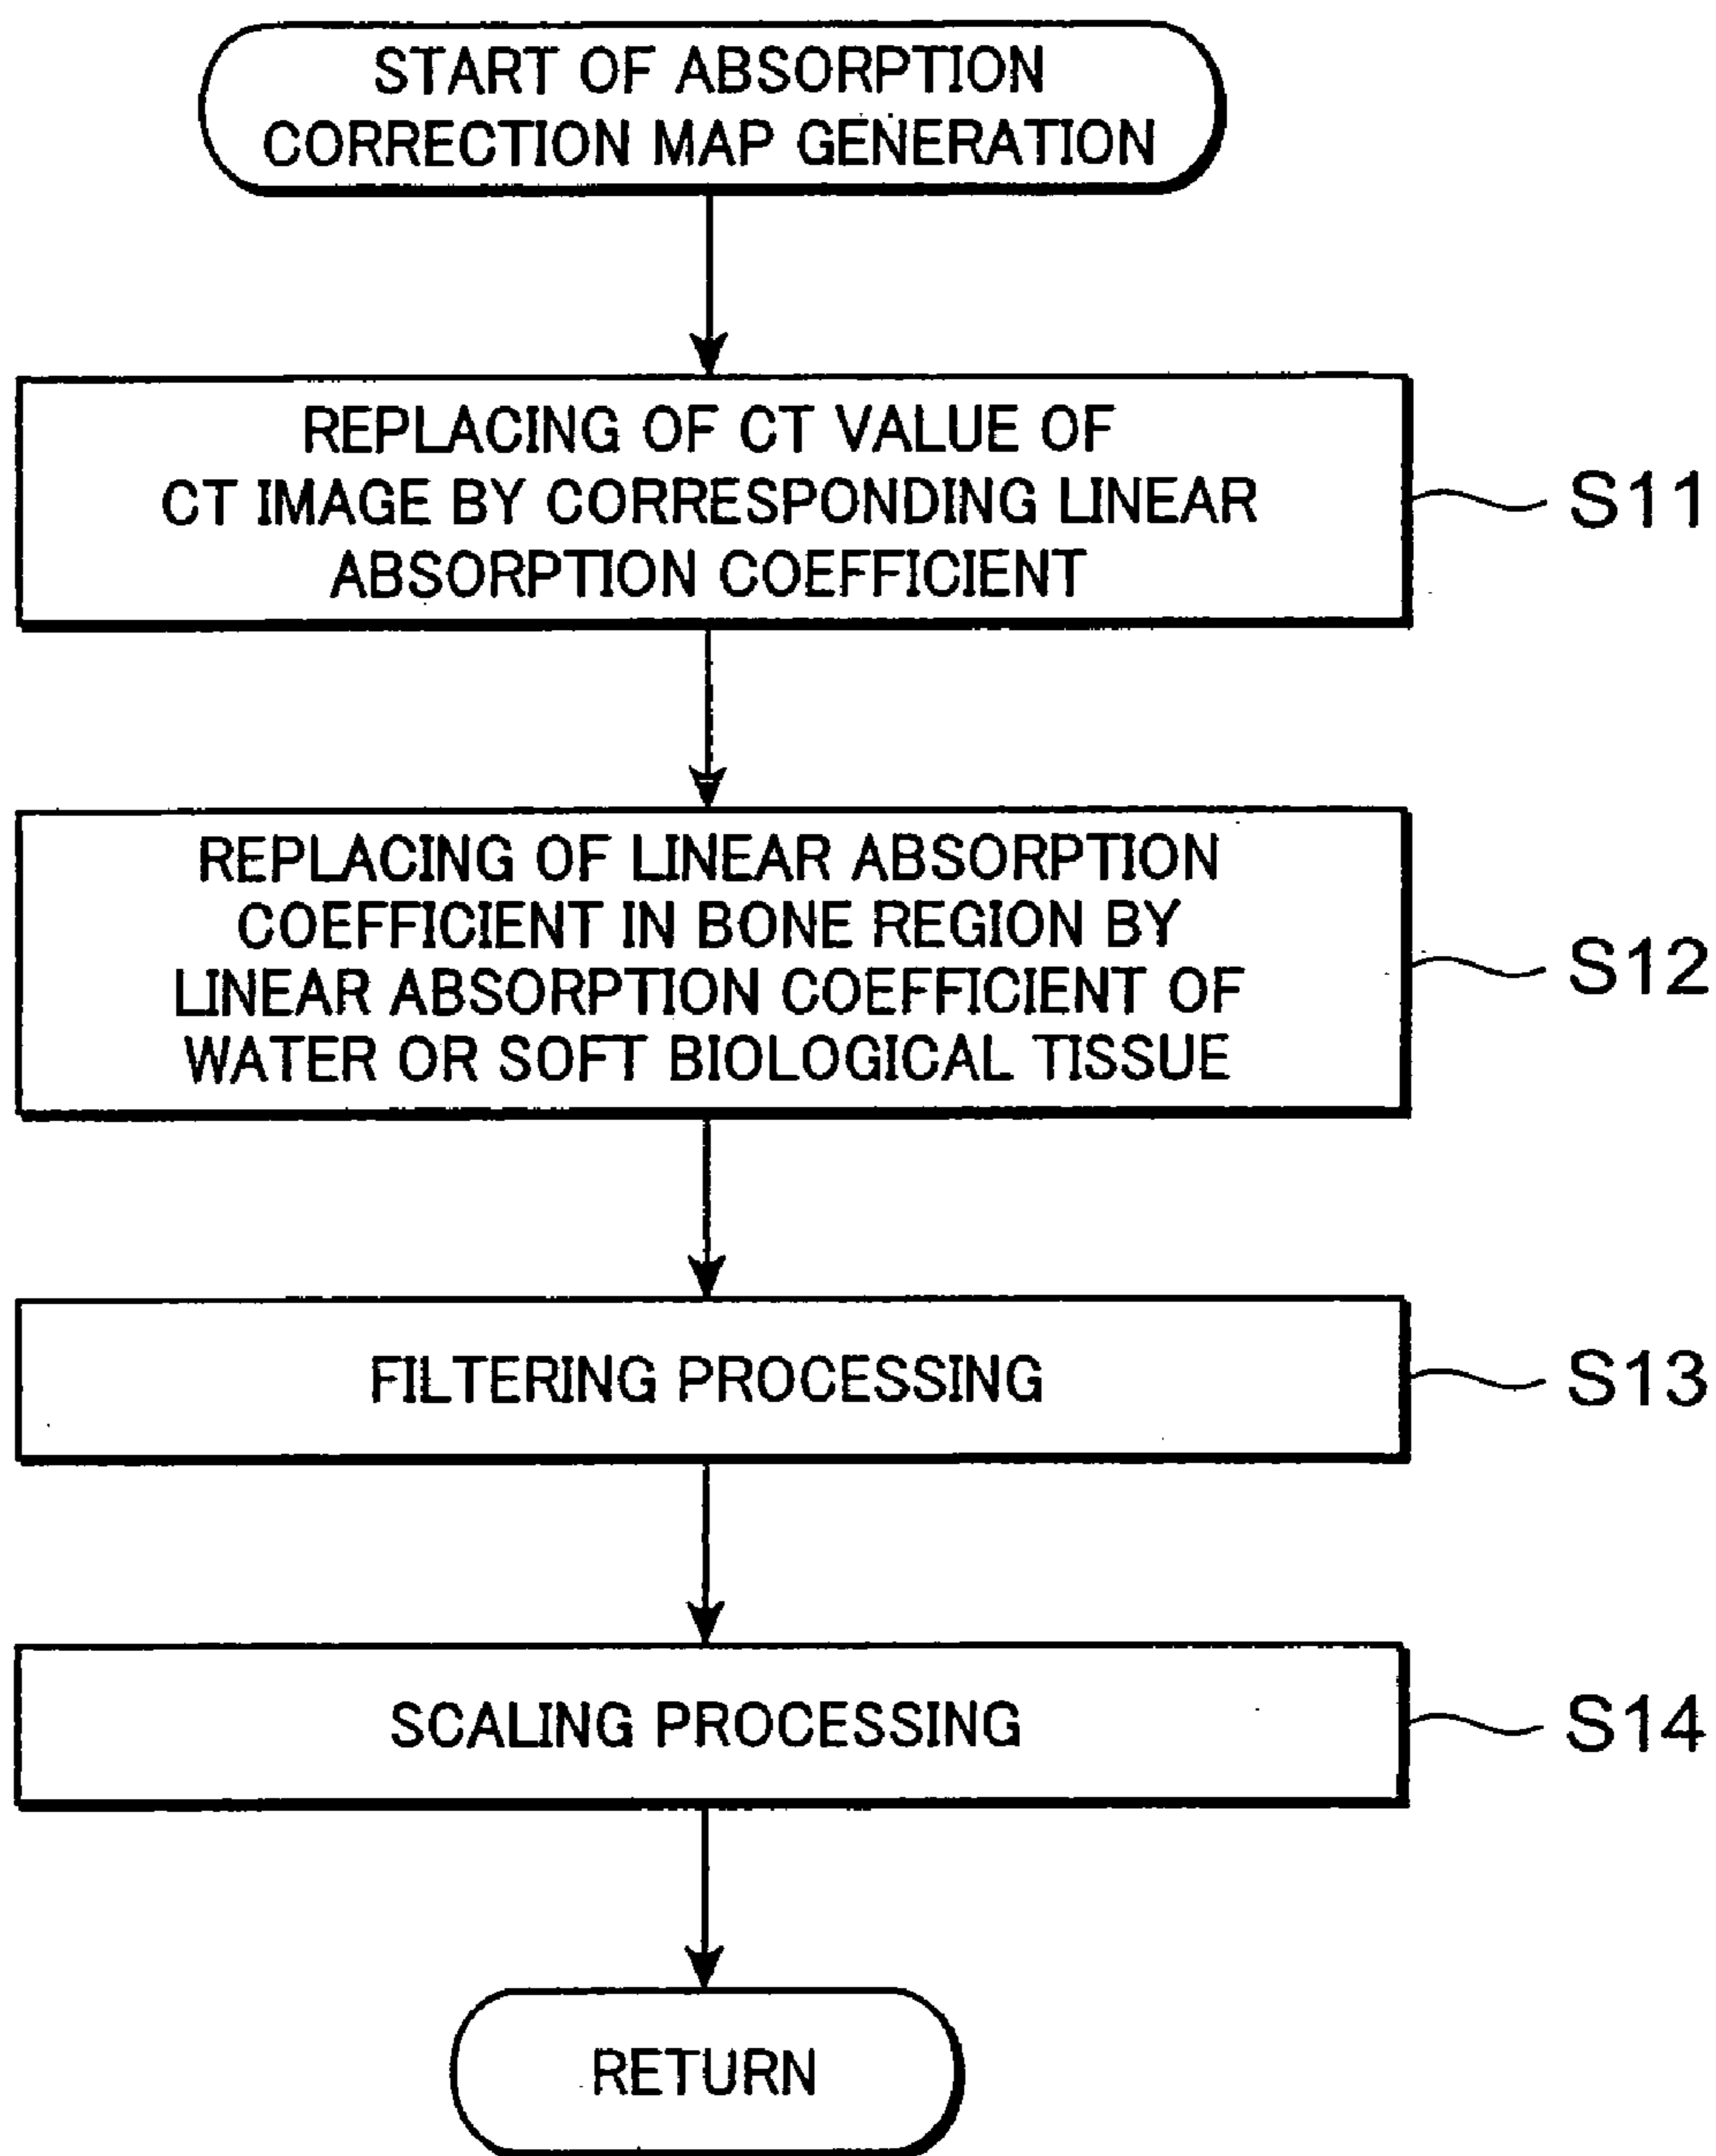 START OF ABSORPTION
CORRECTION MAP GENERATION
REPLACING OF CT VALUE OF
CT IMAGE BY CORRESPONDING LINEAR
ABSORPTION COEFFICIENT
S11
REPLACING OF LINEAR ABSORPTION
COEFFICIENT IN BONE REGION BY
LINEAR ABSORPTION COEFFICIENT OF
WATER OR SOFT BIOLOGICAL TISSUE
S12
FILTERING PROCESSING
S13
SCALING PROCESSING
S14
RETURN